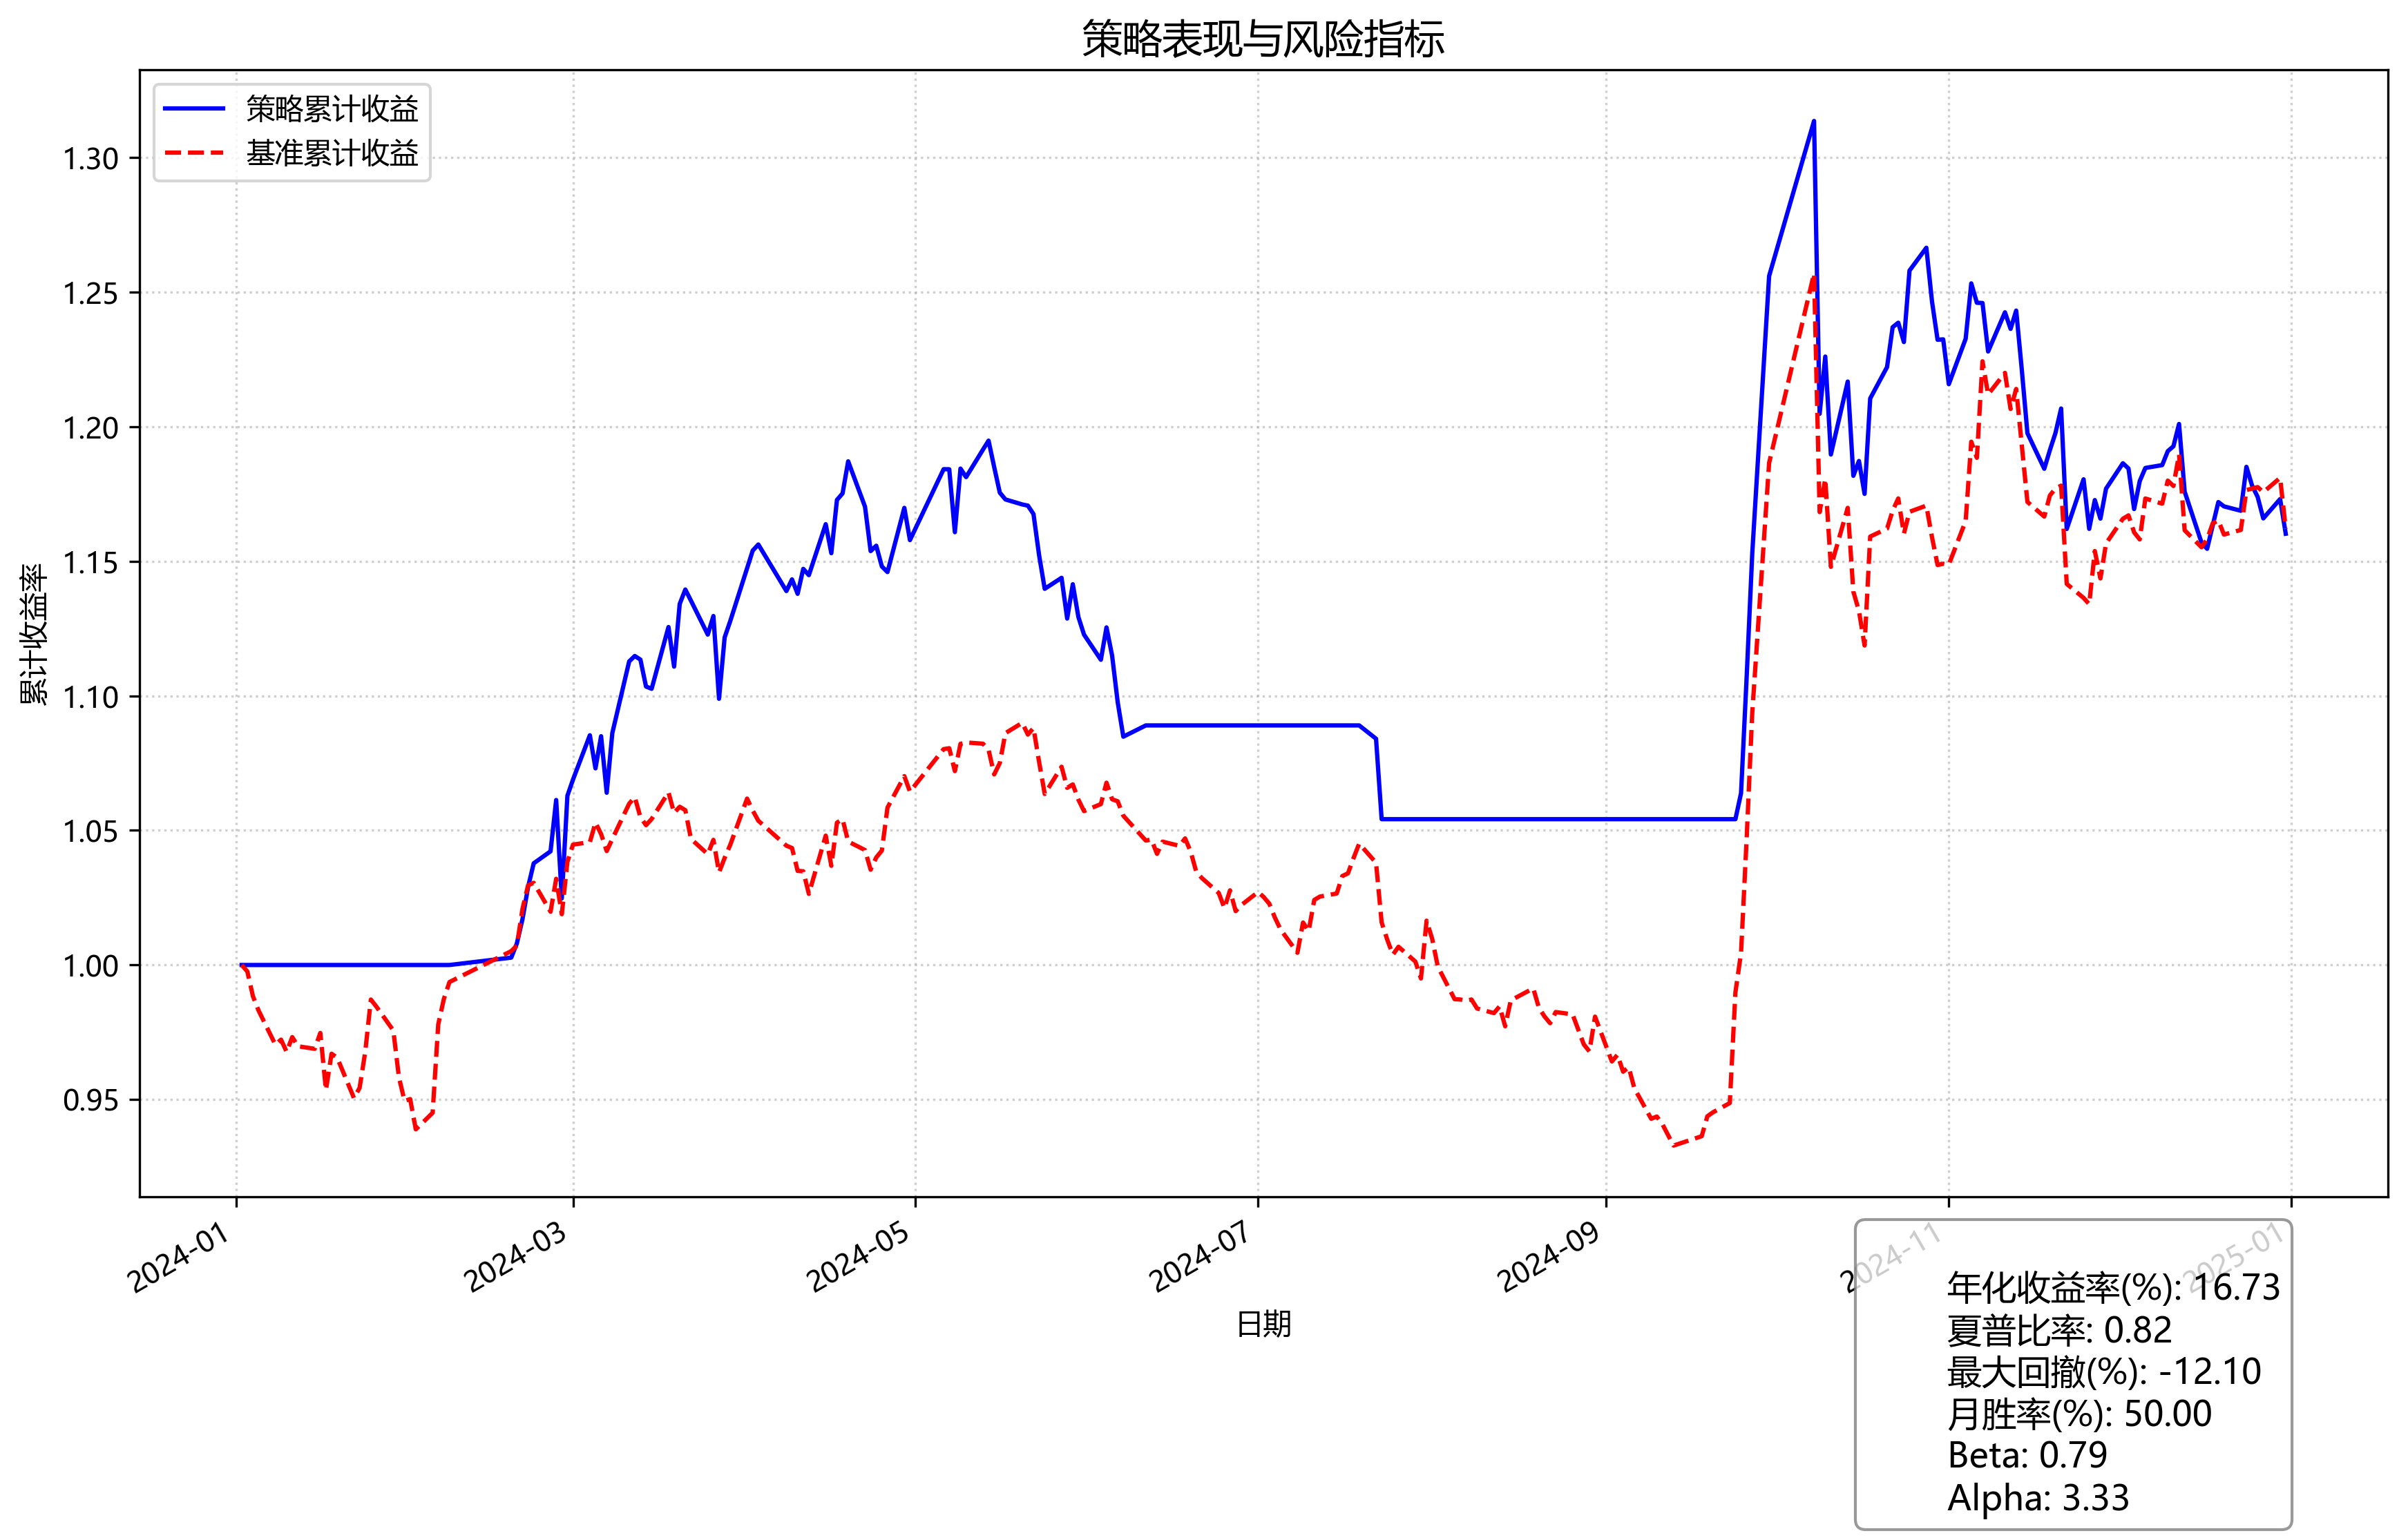 策略表现与风险指标
策略累计收益
基准累计收益
累计收益率
1.30
1.25
1.20
1.15
1.10
1.05
1.00
0.95
2024-01
2024-03
2024-05
2024-07
2024-09
2024-11
2025-01
日期
年化收益率(%): 16.73
夏普比率: 0.82
最大回撤(%): -12.10
月胜率(%): 50.00
Beta: 0.79
Alpha: 3.33